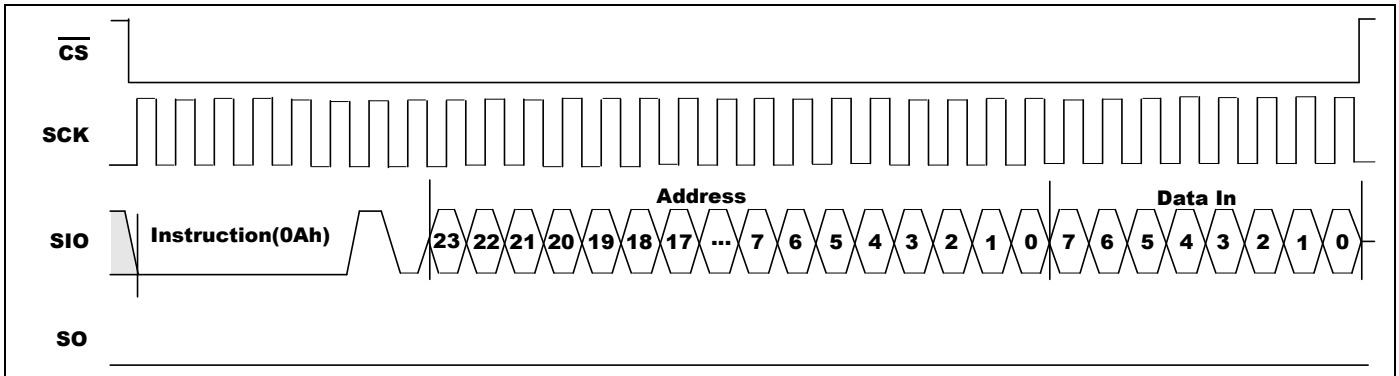 CS
SCK
Address
Data In
SIO
Instruction(0Ah)
23 22 21 20 19 18 17 ... 7 6 5 4 3 2 1 0 7 6 5 4 3 2 1 0
SO